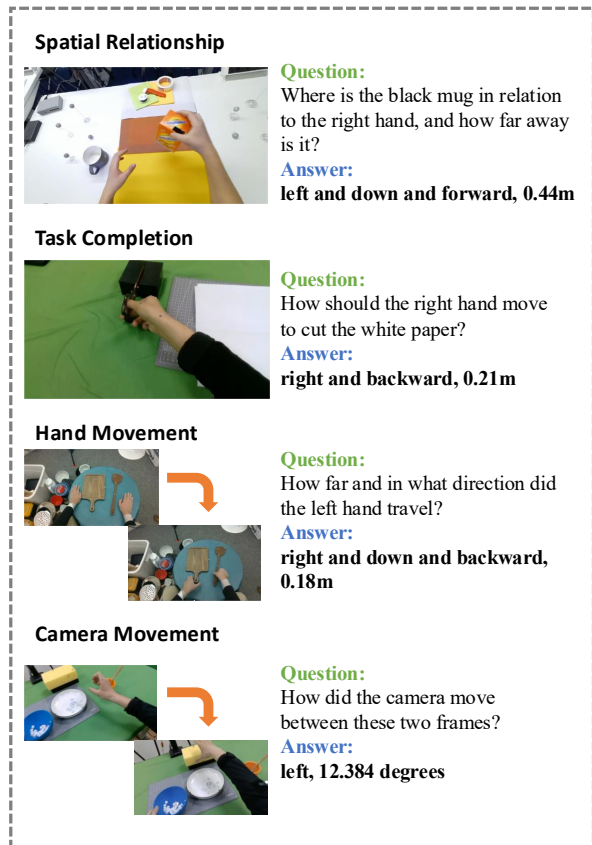 Spatial Relationship
Question:
Where is the black mug in relation
to the right hand, and how far away
is it?
Answer:
left and down and forward, 0.44m
Task Completion
Question:
How should the right hand move
to cut the white paper?
Answer:
right and backward, 0.21m
Hand Movement
Question:
How far and in what direction did
the left hand travel?
Answer:
right and down and backward,
0.18m
Camera Movement
Question:
How did the camera move
between these two frames?
Answer:
left, 12.384 degrees